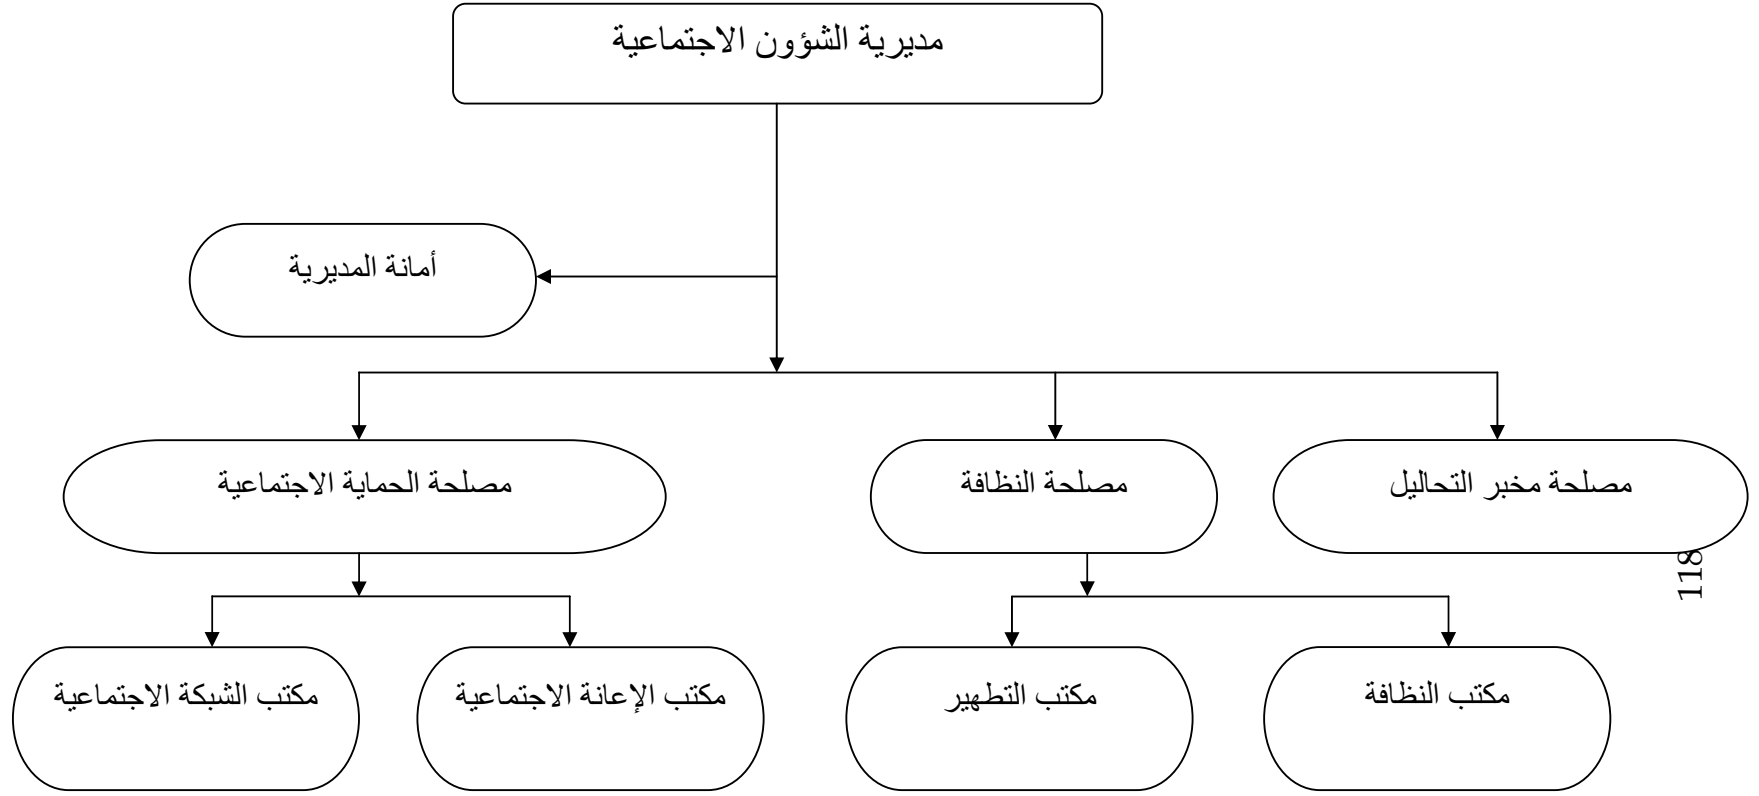 مديرية الشؤون الاجتماعية
أمانة المديرية
مصلحة مخبر التحاليل
مصلحة النظافة
مصلحة الحماية الاجتماعية
118
مكتب النظافة
مكتب التطهير
مكتب الإعانة الاجتماعية
مكتب الشبكة الاجتماعية